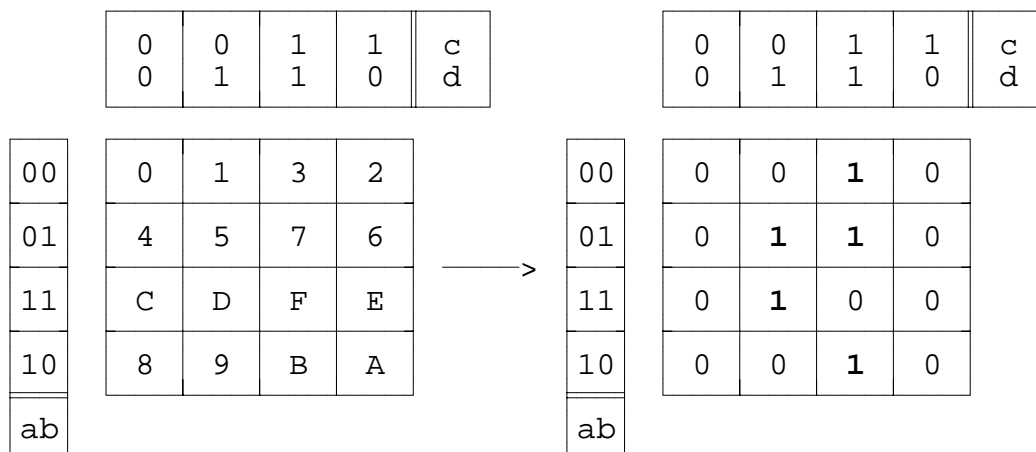 0 0 1 1 c 0 0 1 1 c
0 1 1 0 d 0 1 1 0 d
00 0 1 3 2 00 0 0 1 0
01 4 5 7 6 01 0 1 1 0
11 C D F E > 11 0 1 0 0
10 8 9 B A 10 0 0 1 0
ab ab